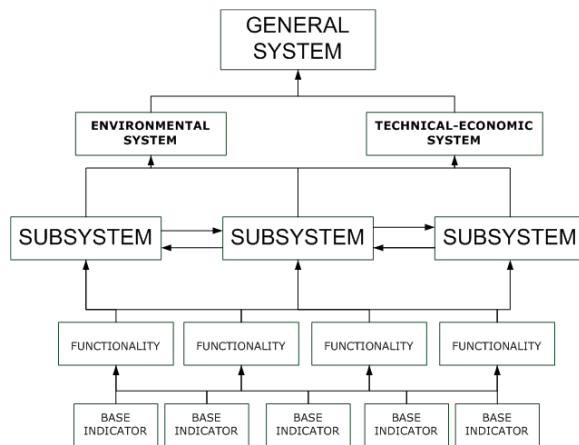 GENERAL
SYSTEM
ENVIRONMENTAL
SYSTEM
TECHNICAL-ECONOMIC
SYSTEM
SUBSYSTEM
SUBSYSTEM
SUBSYSTEM
FUNCTIONALITY
FUNCTIONALITY
FUNCTIONALITY
FUNCTIONALITY
BASE
INDICATOR
BASE
INDICATOR
BASE
INDICATOR
BASE
INDICATOR
BASE
INDICATOR